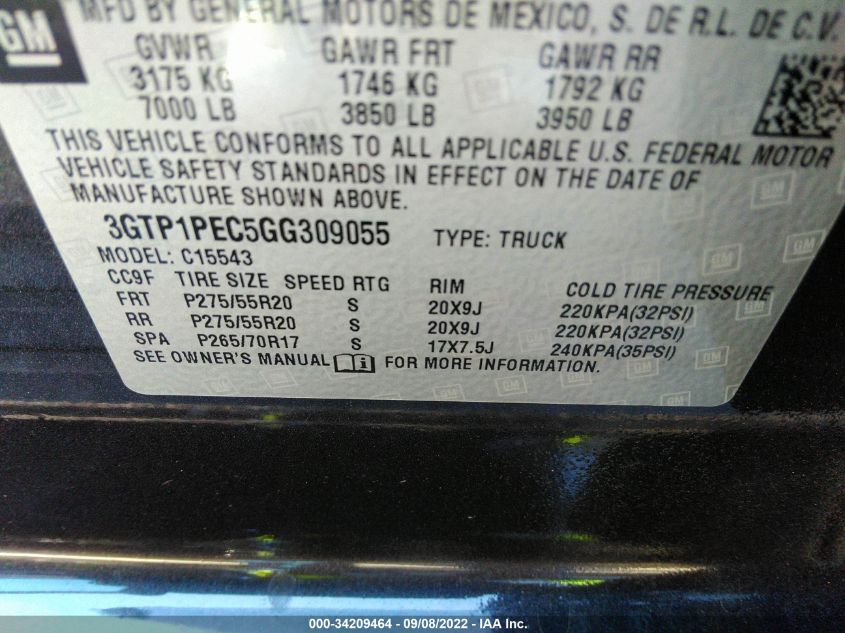 GM
MFD BY GENERAL MOTORS DE MEXICO, S. DE R.L. DE C.V.
GVWR GAWR FRT GAWR RR
3175 KG 1746 KG 1792 KG
7000 LB 3850 LB 3950 LB
THIS VEHICLE CONFORMS TO ALL APPLICABLE U.S. FEDERAL MOTOR
VEHICLE SAFETY STANDARDS IN EFFECT ON THE DATE OF
MANUFACTURE SHOWN ABOVE.
3GTP1PEC5GG309055 TYPE: TRUCK
MODEL: C15543
CC9F TIRE SIZE SPEED RTG RIM COLD TIRE PRESSURE
FRT P275/55R20 S 20X9J 220KPA(32PSI)
RR P275/55R20 S 20X9J 220KPA(32PSI)
SPA P265/70R17 S 17X7.5J 240KPA(35PSI)
SEE OWNER'S MANUAL FOR MORE INFORMATION.
000-34209464 - 09/08/2022 - IAA Inc.